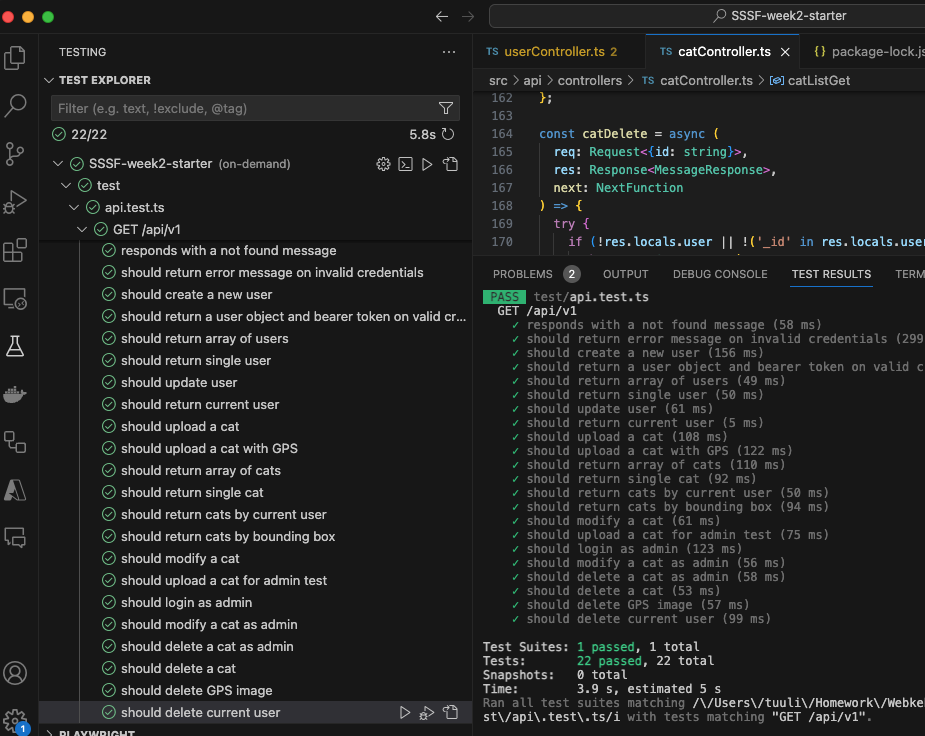 SSSF-week2-starter
TESTING
TEST EXPLORER
Filter (e.g. text, !exclude, @tag)
22/22 5.8s
SSSF-week2-starter (on-demand)
test
api.test.ts
GET /api/v1
responds with a not found message
should return error message on invalid credentials
should create a new user
should return a user object and bearer token on valid cr...
should return array of users
should return single user
should update user
should return current user
should upload a cat
should upload a cat with GPS
should return array of cats
should return single cat
should return cats by current user
should return cats by bounding box
should modify a cat
should upload a cat for admin test
should login as admin
should modify a cat as admin
should delete a cat as admin
should delete a cat
should delete GPS image
should delete current user
PLAYWRIGHT
1
TS userController.ts 2 TS catController.ts {} package-lock.js
src > api > controllers > TS catController.ts > catListGet
162 };
163
164 const catDelete = async (
165 req: Request<{id: string}>,
166 res: Response<MessageResponse>,
167 next: NextFunction
168 ) => {
169 try {
170 if (!res.locals.user || !('_id' in res.locals.user
PROBLEMS 2 OUTPUT DEBUG CONSOLE TEST RESULTS TERM
PASS test/api.test.ts
GET /api/v1
✓ responds with a not found message (58 ms)
✓ should return error message on invalid credentials (299
✓ should create a new user (156 ms)
✓ should return a user object and bearer token on valid c
✓ should return array of users (49 ms)
✓ should return single user (50 ms)
✓ should update user (61 ms)
✓ should return current user (5 ms)
✓ should upload a cat (108 ms)
✓ should upload a cat with GPS (122 ms)
✓ should return array of cats (110 ms)
✓ should return single cat (92 ms)
✓ should return cats by current user (50 ms)
✓ should return cats by bounding box (94 ms)
✓ should modify a cat (61 ms)
✓ should upload a cat for admin test (75 ms)
✓ should login as admin (123 ms)
✓ should modify a cat as admin (56 ms)
✓ should delete a cat as admin (58 ms)
✓ should delete a cat (53 ms)
✓ should delete GPS image (57 ms)
✓ should delete current user (99 ms)
Test Suites: 1 passed, 1 total
Tests: 22 passed, 22 total
Snapshots: 0 total
Time: 3.9 s, estimated 5 s
Ran all test suites matching /\/Users\/tuuli\/Homework\/Webke
st\/api\.test\.ts/i with tests matching "GET /api/v1".